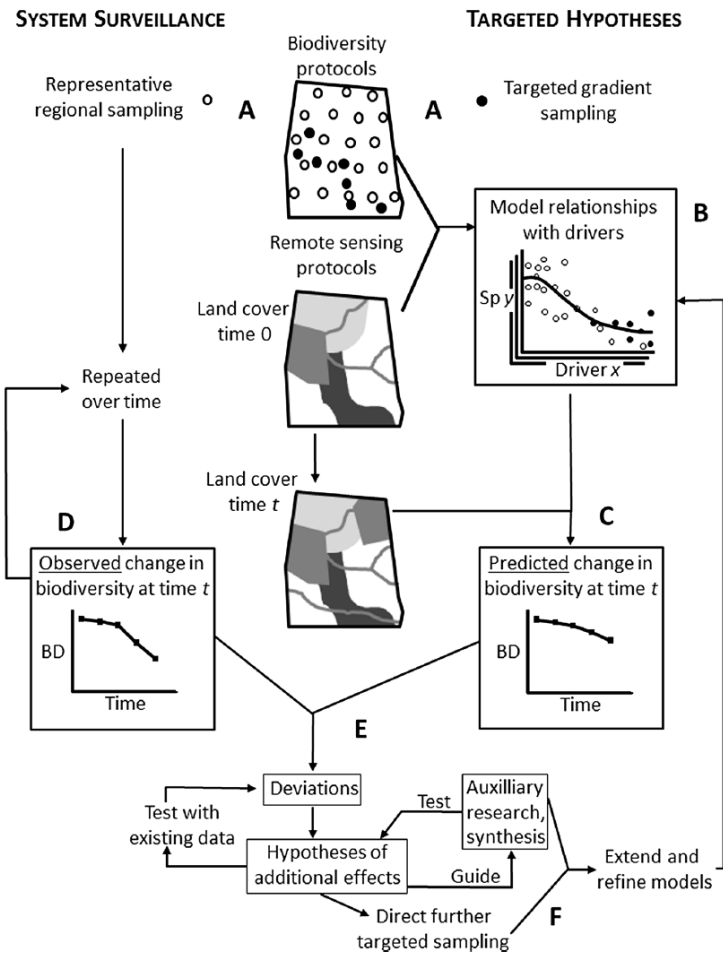 SYSTEM SURVEILLANCE
TARGETED HYPOTHESES
Biodiversity
protocols
Representative
regional sampling
A
A
Targeted gradient
sampling
Remote sensing
protocols
Model relationships
with drivers
B
Sp y
Driver x
Land cover
time 0
Repeated
over time
Land cover
time t
D
C
Observed change in
biodiversity at time t
BD
Time
Predicted change in
biodiversity at time t
BD
Time
E
Deviations
Test with
existing data
Hypotheses of
additional effects
Test
Auxilliary
research,
synthesis
Guide
Direct further
targeted sampling
F
Extend and
refine models